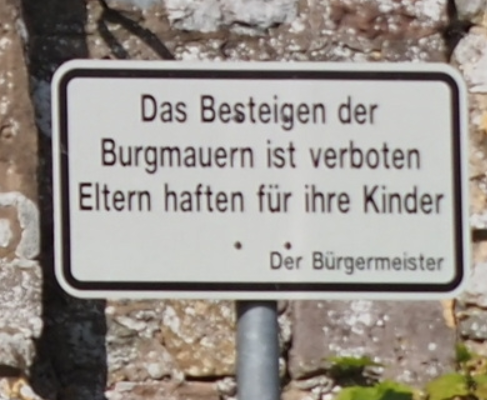 Das Besteigen der
Burgmauern ist verboten
Eltern haften für ihre Kinder
Der Bürgermeister